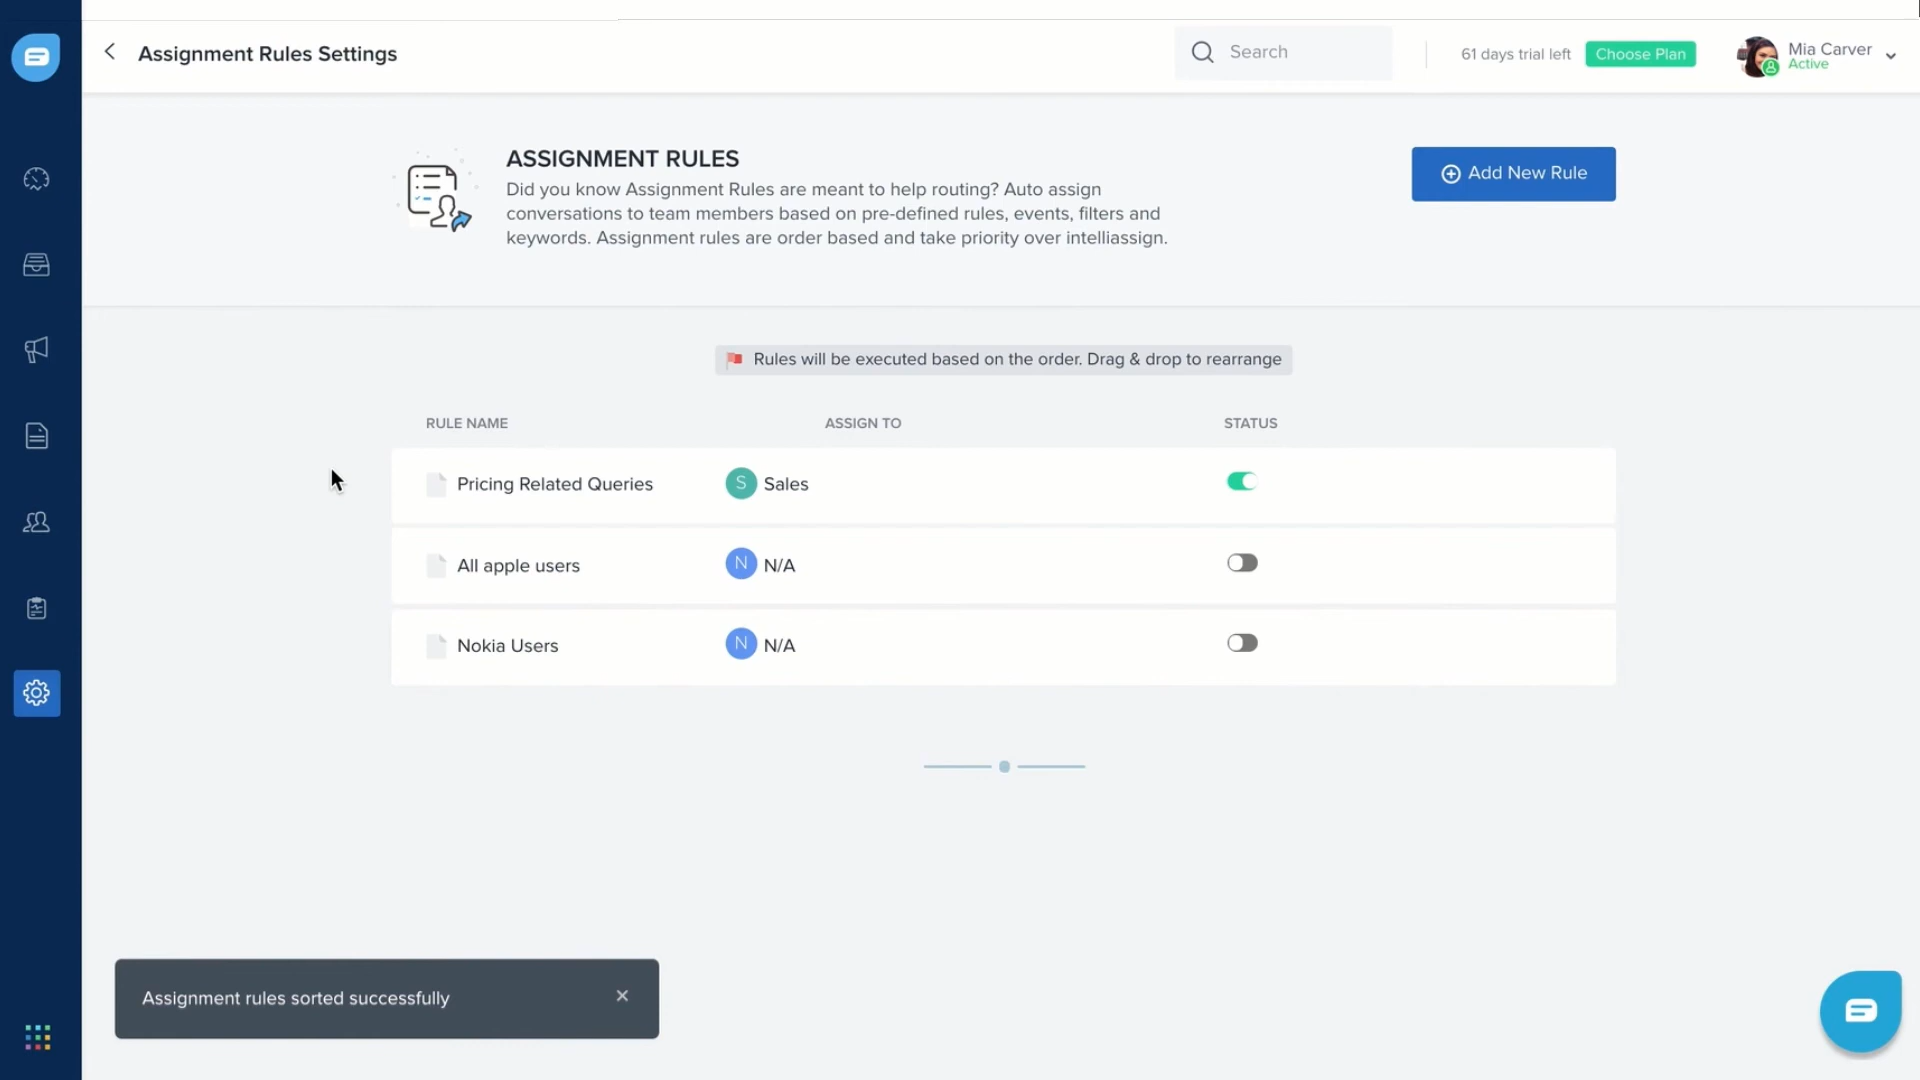 Assignment Rules Settings
Search
61 days trial left
Choose Plan
Mia Carver
Active
ASSIGNMENT RULES
Did you know Assignment Rules are meant to help routing? Auto assign
conversations to team members based on pre-defined rules, events, filters and
keywords. Assignment rules are order based and take priority over intelliassign.
Add New Rule
Rules will be executed based on the order. Drag & drop to rearrange
RULE NAME
ASSIGN TO
STATUS
Pricing Related Queries
S
Sales
All apple users
N
N/A
Nokia Users
N
N/A
Assignment rules sorted successfully